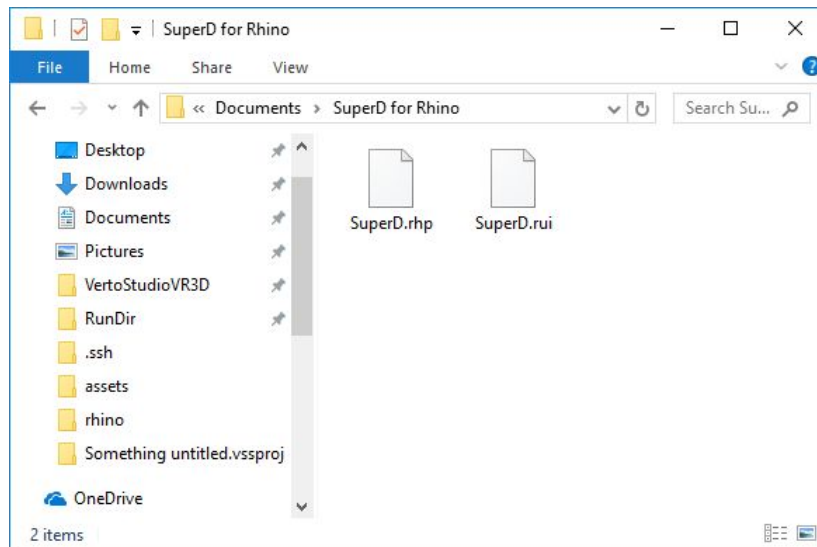 SuperD for Rhino
File Home Share View
« Documents > SuperD for Rhino
Search Su...
Desktop
Downloads
Documents
Pictures
VertoStudioVR3D
RunDir
.ssh
assets
rhino
Something untitled.vssproj
OneDrive
SuperD.rhp SuperD.rui
2 items